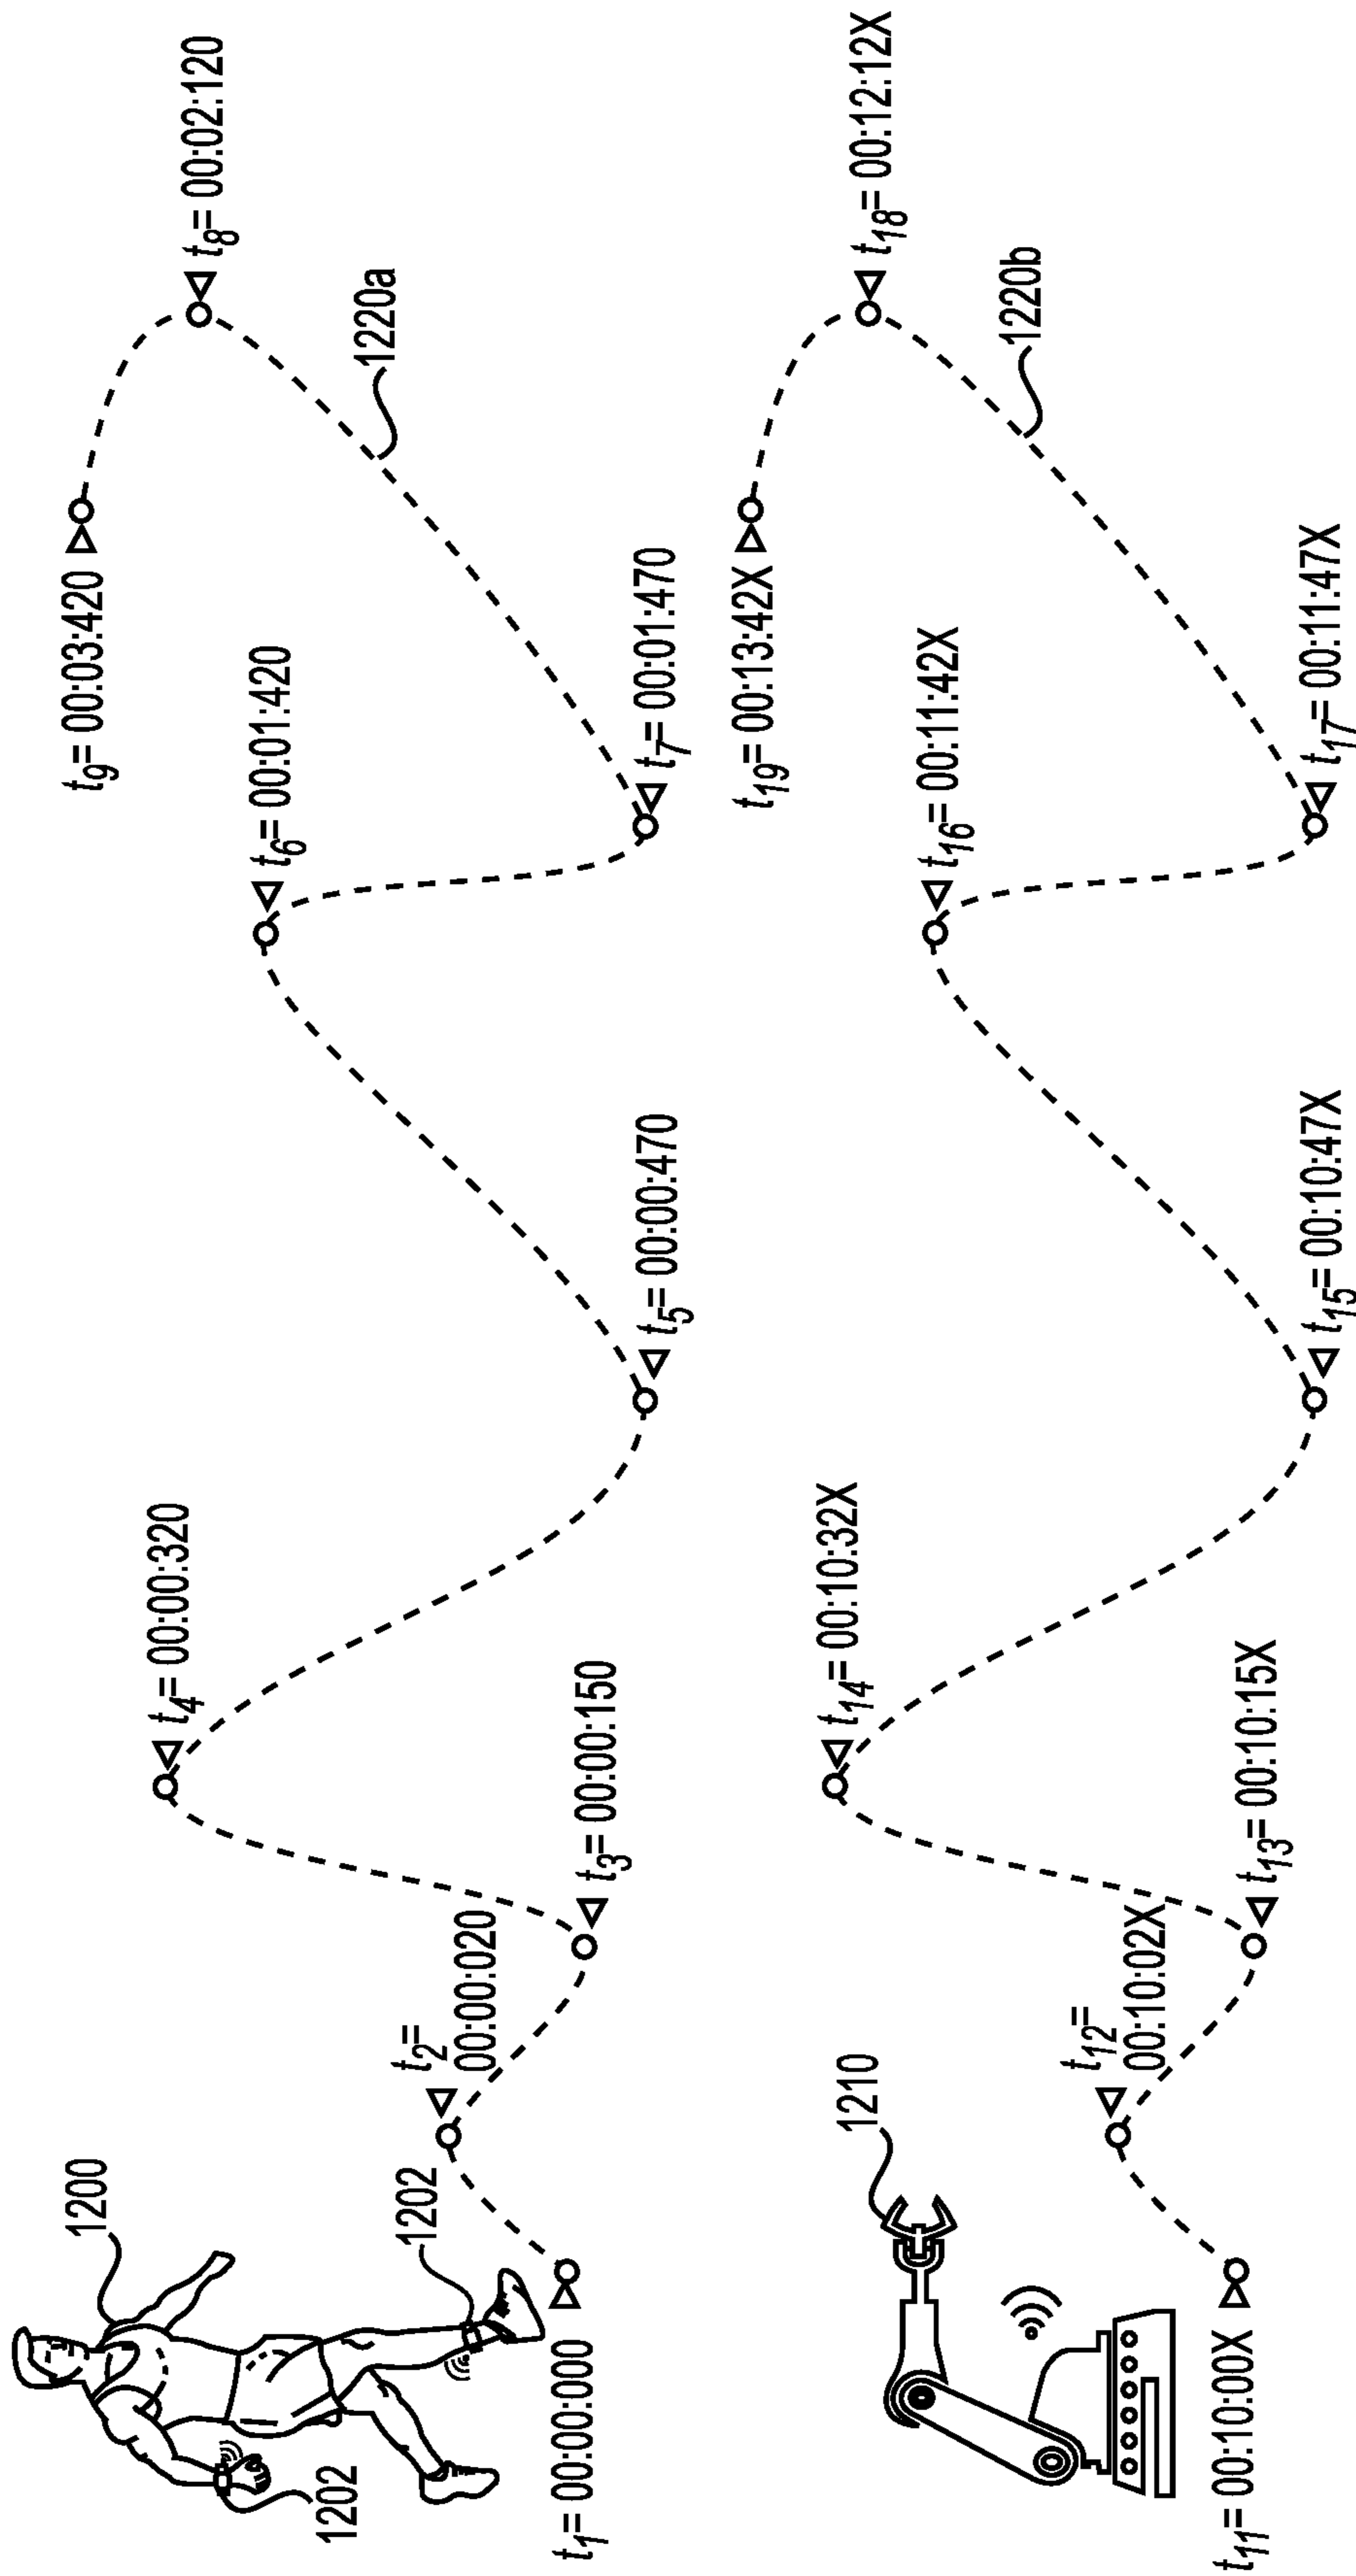 1200
1202
1202
t1= 00:00:000
t2=
00:00:020
t3= 00:00:150
t4= 00:00:320
t5= 00:00:470
t6= 00:01:420
t7= 00:01:470
t8= 00:02:120
t9= 00:03:420
1220a
1210
t11= 00:10:00X
t12=
00:10:02X
t13= 00:10:15X
t14= 00:10:32X
t15= 00:10:47X
t16= 00:11:42X
t17= 00:11:47X
t18= 00:12:12X
t19= 00:13:42X
1220b